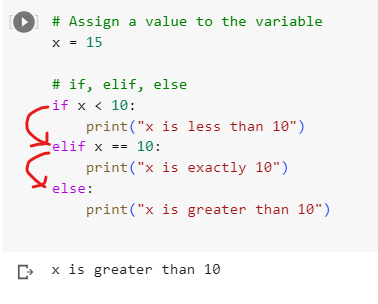 # Assign a value to the variable
x = 15
# if, elif, else
if x < 10:
print("x is less than 10")
elif x == 10:
print("x is exactly 10")
else:
print("x is greater than 10")
x is greater than 10